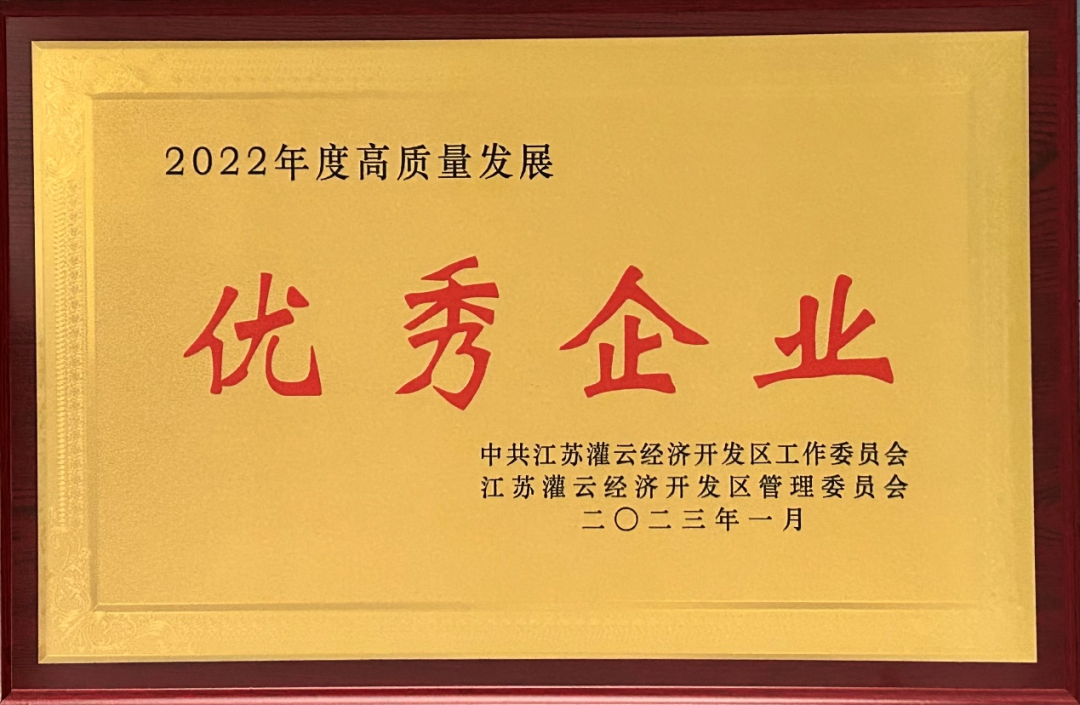 2022年度高质量发展
优秀企业
中共江苏灌云经济开发区工作委员会
江苏灌云经济开发区管理委员会
二〇二三年一月